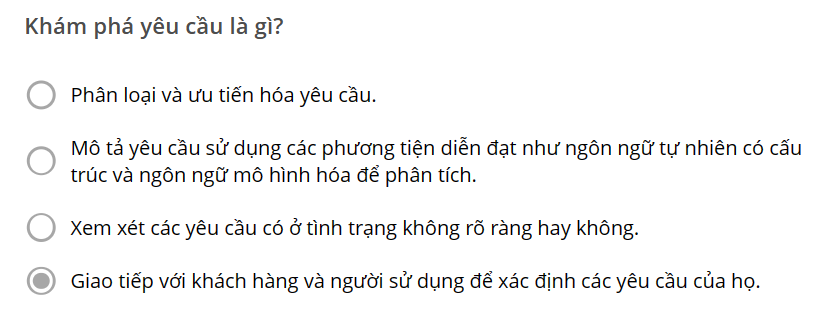 Khám phá yêu cầu là gì?
Phân loại và ưu tiến hóa yêu cầu.
Mô tả yêu cầu sử dụng các phương tiện diễn đạt như ngôn ngữ tự nhiên có cấu
trúc và ngôn ngữ mô hình hóa để phân tích.
Xem xét các yêu cầu có ở tình trạng không rõ ràng hay không.
Giao tiếp với khách hàng và người sử dụng để xác định các yêu cầu của họ.